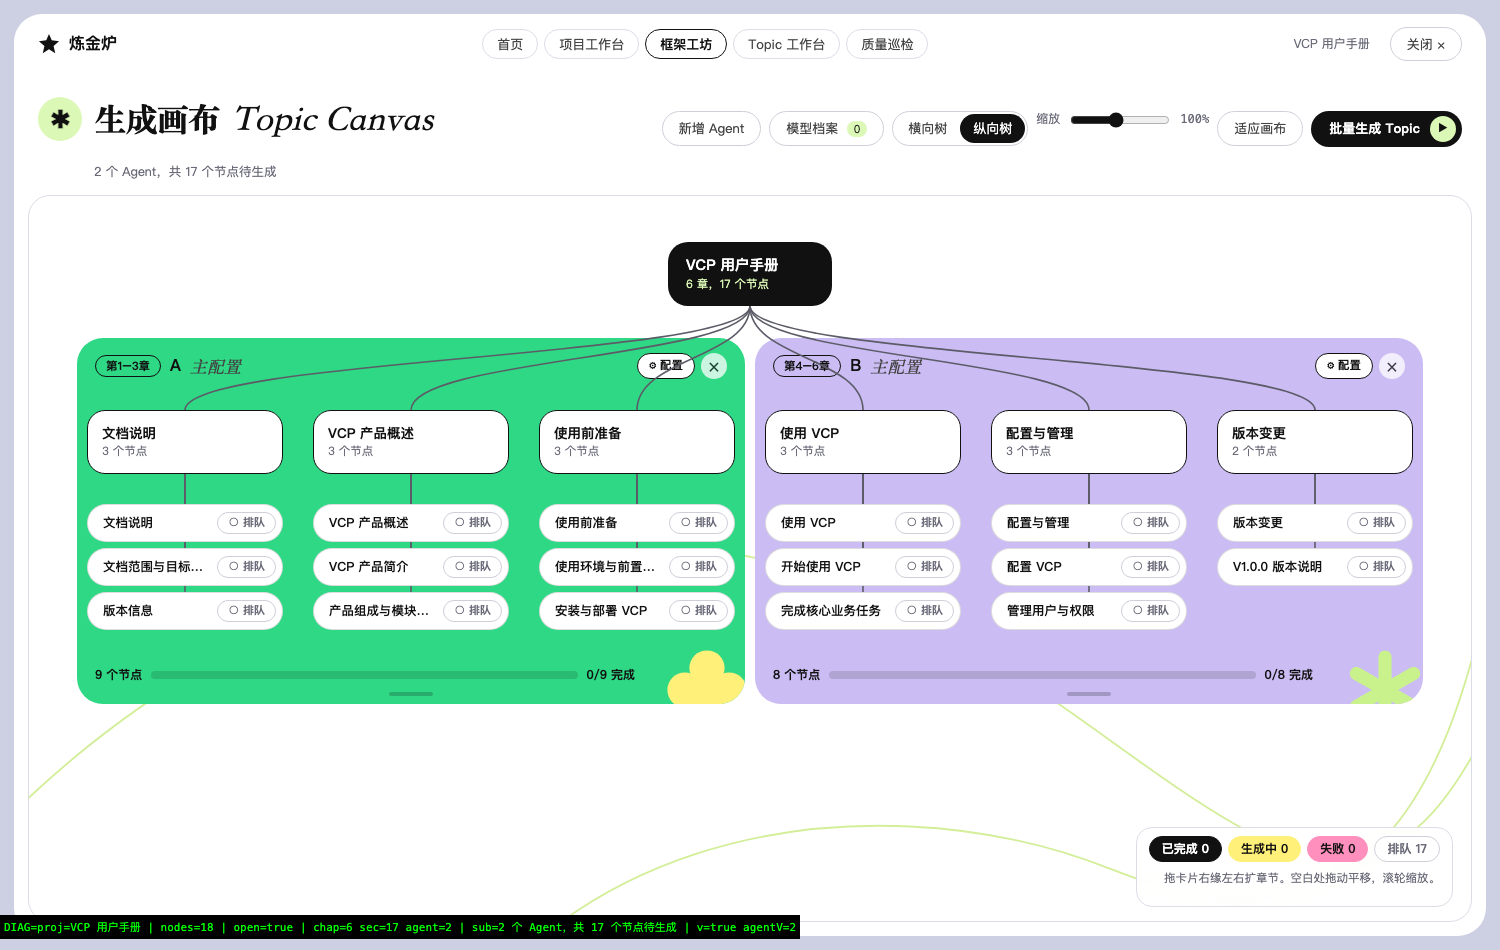 炼金炉
首页 项目工作台 框架工坊 Topic 工作台 质量巡检
VCP 用户手册 关闭 ×
生成画布 Topic Canvas
新增 Agent 模型档案 0 横向树 纵向树 缩放 100% 适应画布 批量生成 Topic
2 个 Agent，共 17 个节点待生成
VCP 用户手册
6 章，17 个节点
第1—3章 A 主配置 配置
第4—6章 B 主配置 配置
文档说明
3 个节点
VCP 产品概述
3 个节点
使用前准备
3 个节点
使用 VCP
3 个节点
配置与管理
3 个节点
版本变更
2 个节点
文档说明 排队
VCP 产品概述 排队
使用前准备 排队
使用 VCP 排队
配置与管理 排队
版本变更 排队
文档范围与目标... 排队
VCP 产品简介 排队
使用环境与前置... 排队
开始使用 VCP 排队
配置 VCP 排队
V1.0.0 版本说明 排队
版本信息 排队
产品组成与模块... 排队
安装与部署 VCP 排队
完成核心业务任务 排队
管理用户与权限 排队
9 个节点 0/9 完成
8 个节点 0/8 完成
已完成 0 生成中 0 失败 0 排队 17
拖卡片右缘左右扩章节。空白处拖动平移，滚轮缩放。
DIAG=proj=VCP 用户手册 | nodes=18 | open=true | chap=6 sec=17 agent=2 | sub=2 个 Agent，共 17 个节点待生成 | v=true agentV=2